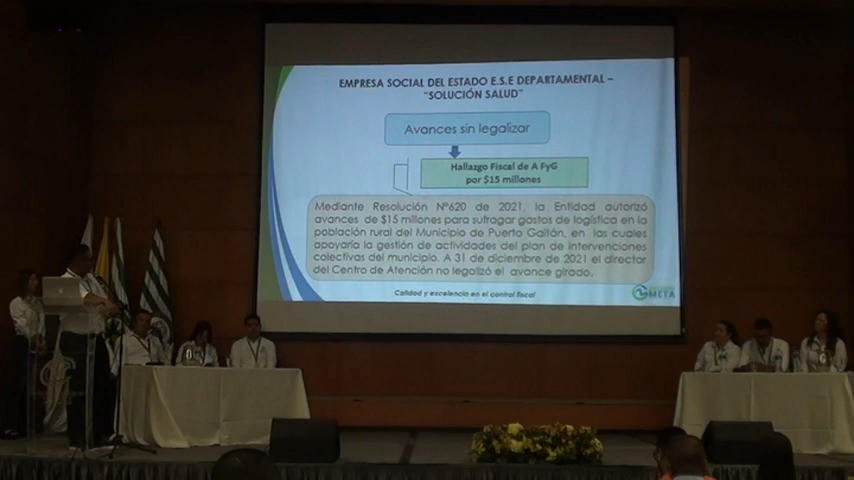 EMPRESA SOCIAL DEL ESTADO E.S.E DEPARTAMENTAL –
"SOLUCIÓN SALUD"
Avances sin legalizar
Hallazgo Fiscal de A FyG
por $15 millones
Mediante Resolución N°620 de 2021, la Entidad autorizó
avances de $15 millones para sufragar gastos de logística en la
población rural del Municipio de Puerto Gaitán, en las cuales
apoyaría la gestión de actividades del plan de intervenciones
colectivas del municipio. A 31 de diciembre de 2021 el director
del Centro de Atención no legalizó el avance girado.
Calidad y excelencia en el control fiscal
META